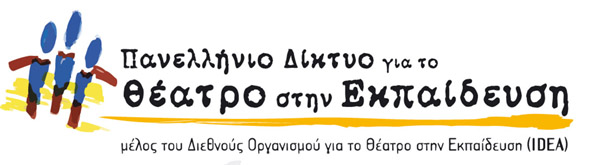 Πανελλήνιο Δίκτυο για το
Θέατρο στην Εκπαίδευση
μέλος του Διεθνούς Οργανισμού για το Θέατρο στην Εκπαίδευση (IDEA)